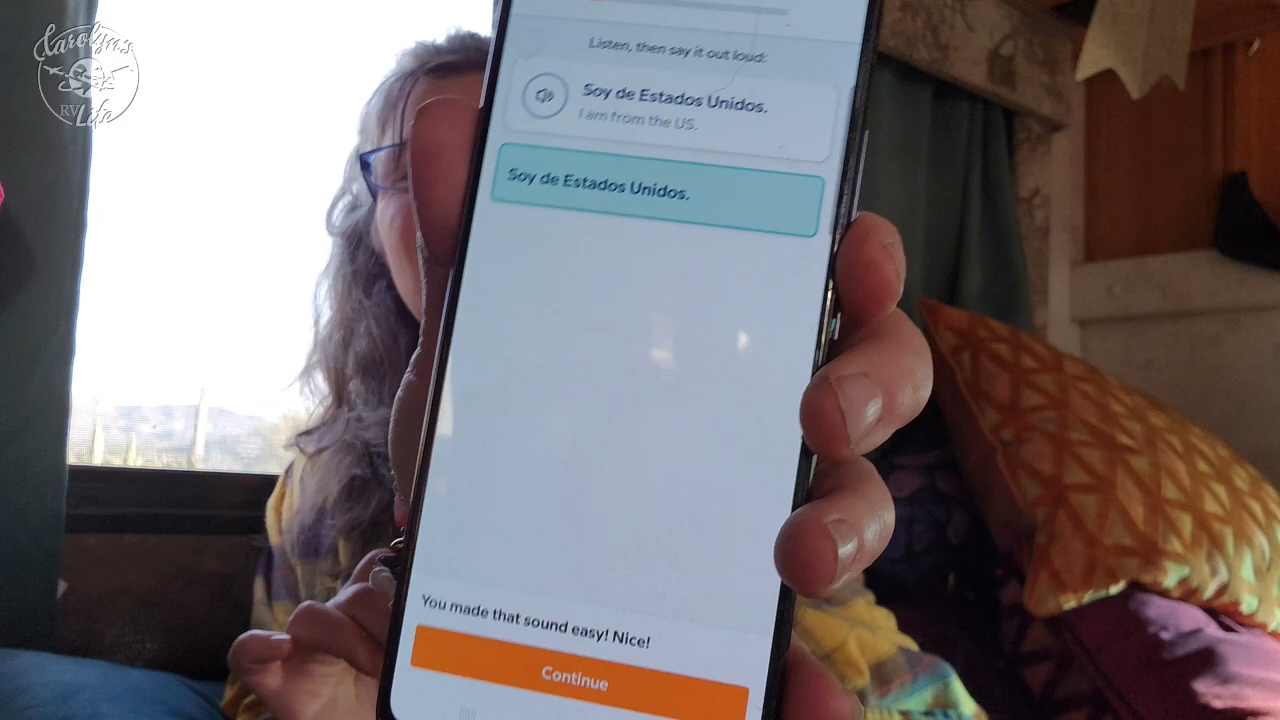 Carolyn's
RV Life
Listen, then say it out loud:
Soy de Estados Unidos.
I am from the US.
Soy de Estados Unidos.
You made that sound easy! Nice!
Continue